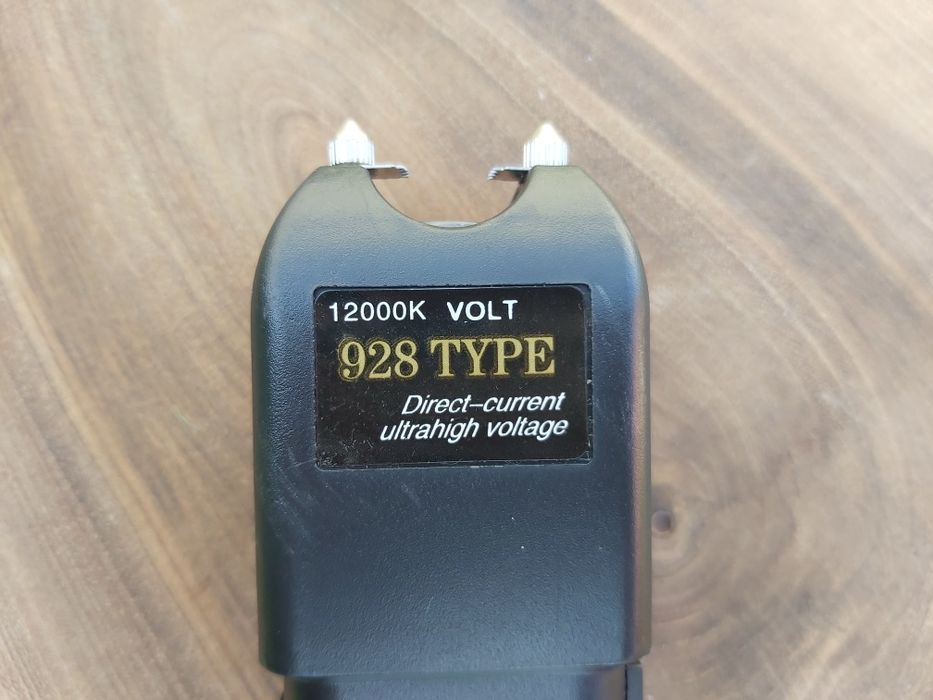 12000K VOLT
928 TYPE
Direct-current
ultrahigh voltage